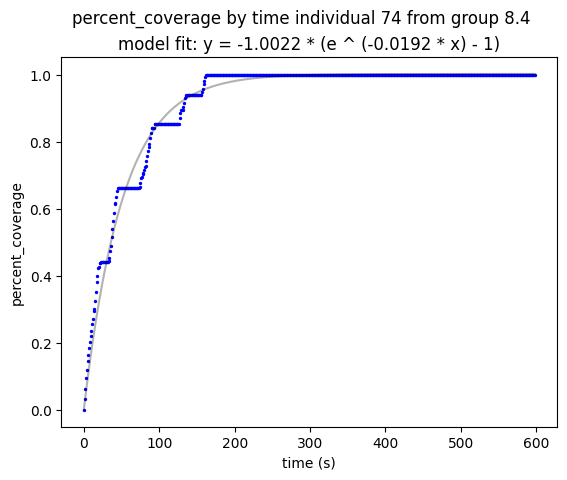 percent_coverage by time individual 74 from group 8.4
model fit: y = -1.0022 * (e ^ (-0.0192 * x) - 1)
1.0
0.8
0.6
0.4
0.2
0.0
percent_coverage
0 100 200 300 400 500 600
time (s)